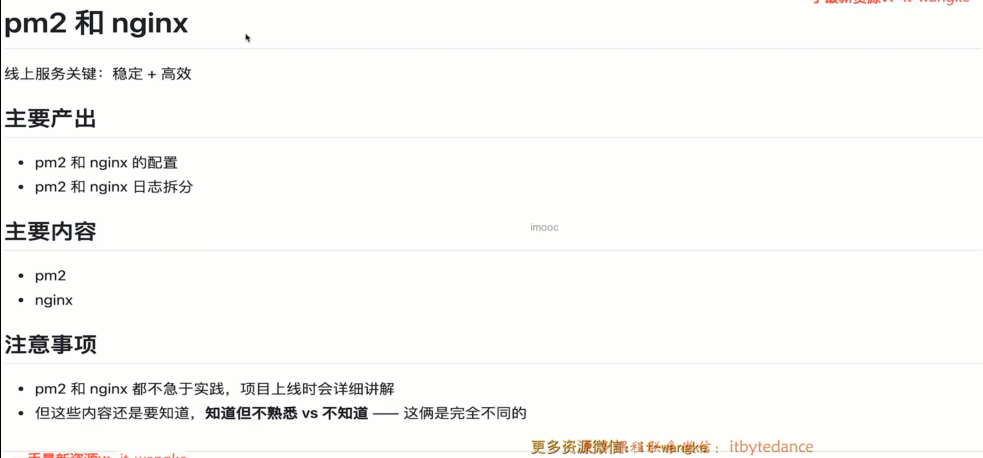 pm2 和 nginx
线上服务关键：稳定 + 高效
主要产出
pm2 和 nginx 的配置
pm2 和 nginx 日志拆分
主要内容
imooc
pm2
nginx
注意事项
pm2 和 nginx 都不急于实践，项目上线时会详细讲解
但这些内容还是要知道，知道但不熟悉 vs 不知道 —— 这俩是完全不同的
更多资源微信：itbytedance